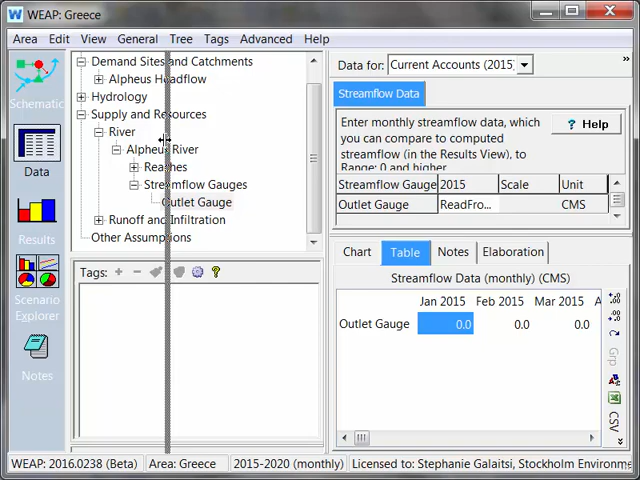 WEAP: Greece
Area Edit View General Tree Tags Advanced Help
Schematic
Data
Results
Scenario
Explorer
Notes
Demand Sites and Catchments
Alpheus Headflow
Hydrology
Supply and Resources
River
Alpheus River
Reaches
Streamflow Gauges
Outlet Gauge
Runoff and Infiltration
Other Assumptions
Tags:
Data for: Current Accounts (2015)
Streamflow Data
Enter monthly streamflow data, which
you can compare to computed
streamflow (in the Results View), to
Range: 0 and higher
? Help
Streamflow Gauge 2015 Scale Unit
Outlet Gauge ReadFro... CMS
Chart Table Notes Elaboration
Streamflow Data (monthly) (CMS)
Jan 2015 Feb 2015 Mar 2015 A
Outlet Gauge 0.0 0.0 0.0
Grp
CSV
WEAP: 2016.0238 (Beta) Area: Greece 2015-2020 (monthly) Licensed to: Stephanie Galaitsi, Stockholm Environm